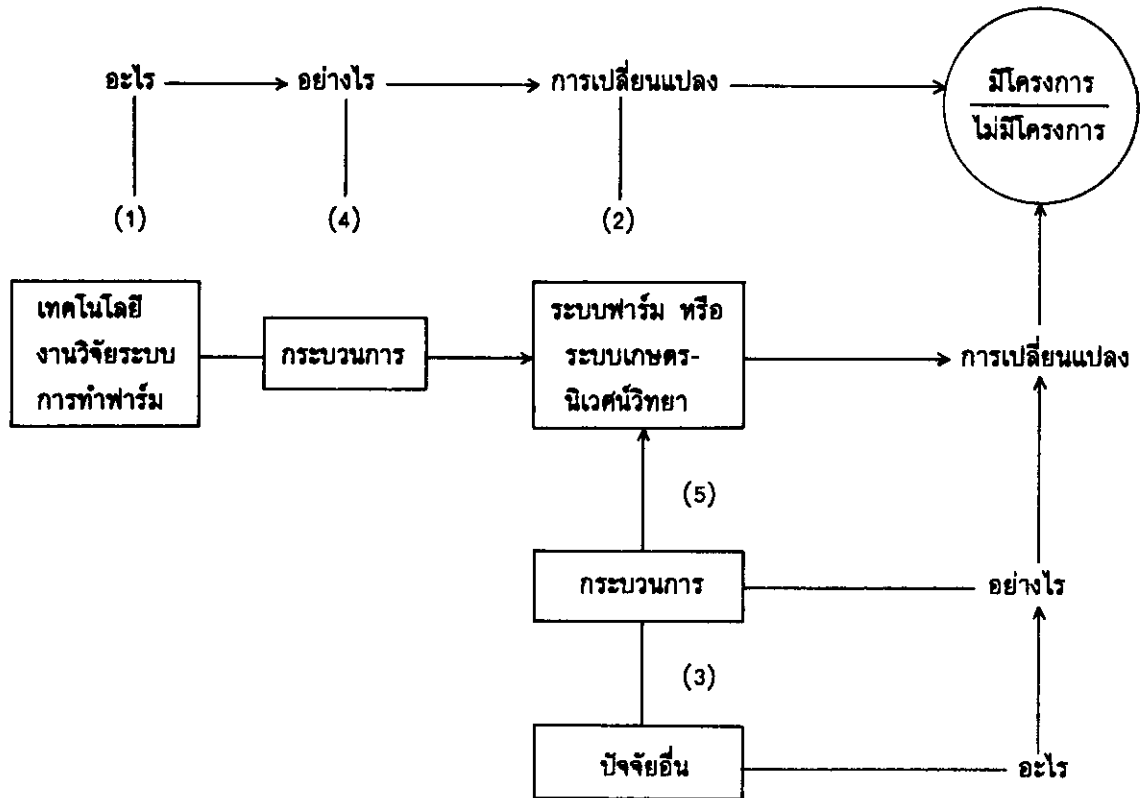 อะไร อย่างไร การเปลี่ยนแปลง
มีโครงการ
ไม่มีโครงการ
(1) (4) (2)
เทคโนโลยี
งานวิจัยระบบ
การทำฟาร์ม
กระบวนการ
ระบบฟาร์ม หรือ
ระบบเกษตร-
นิเวศน์วิทยา
การเปลี่ยนแปลง
(5)
กระบวนการ อย่างไร
(3)
ปัจจัยอื่น อะไร